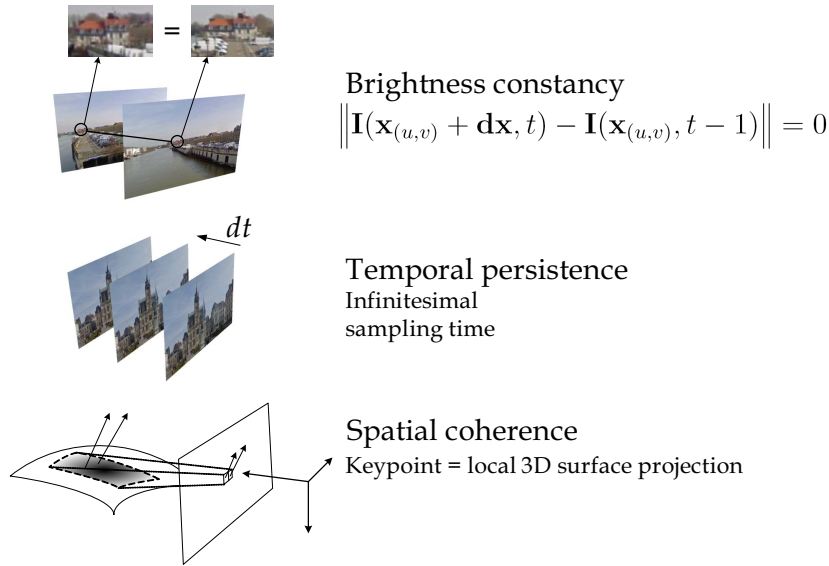 =
Brightness constancy
‖I(x₍ᵤ,ᵥ₎ + dx, t) − I(x₍ᵤ,ᵥ₎, t − 1)‖ = 0
dt
Temporal persistence
Infinitesimal
sampling time
Spatial coherence
Keypoint = local 3D surface projection